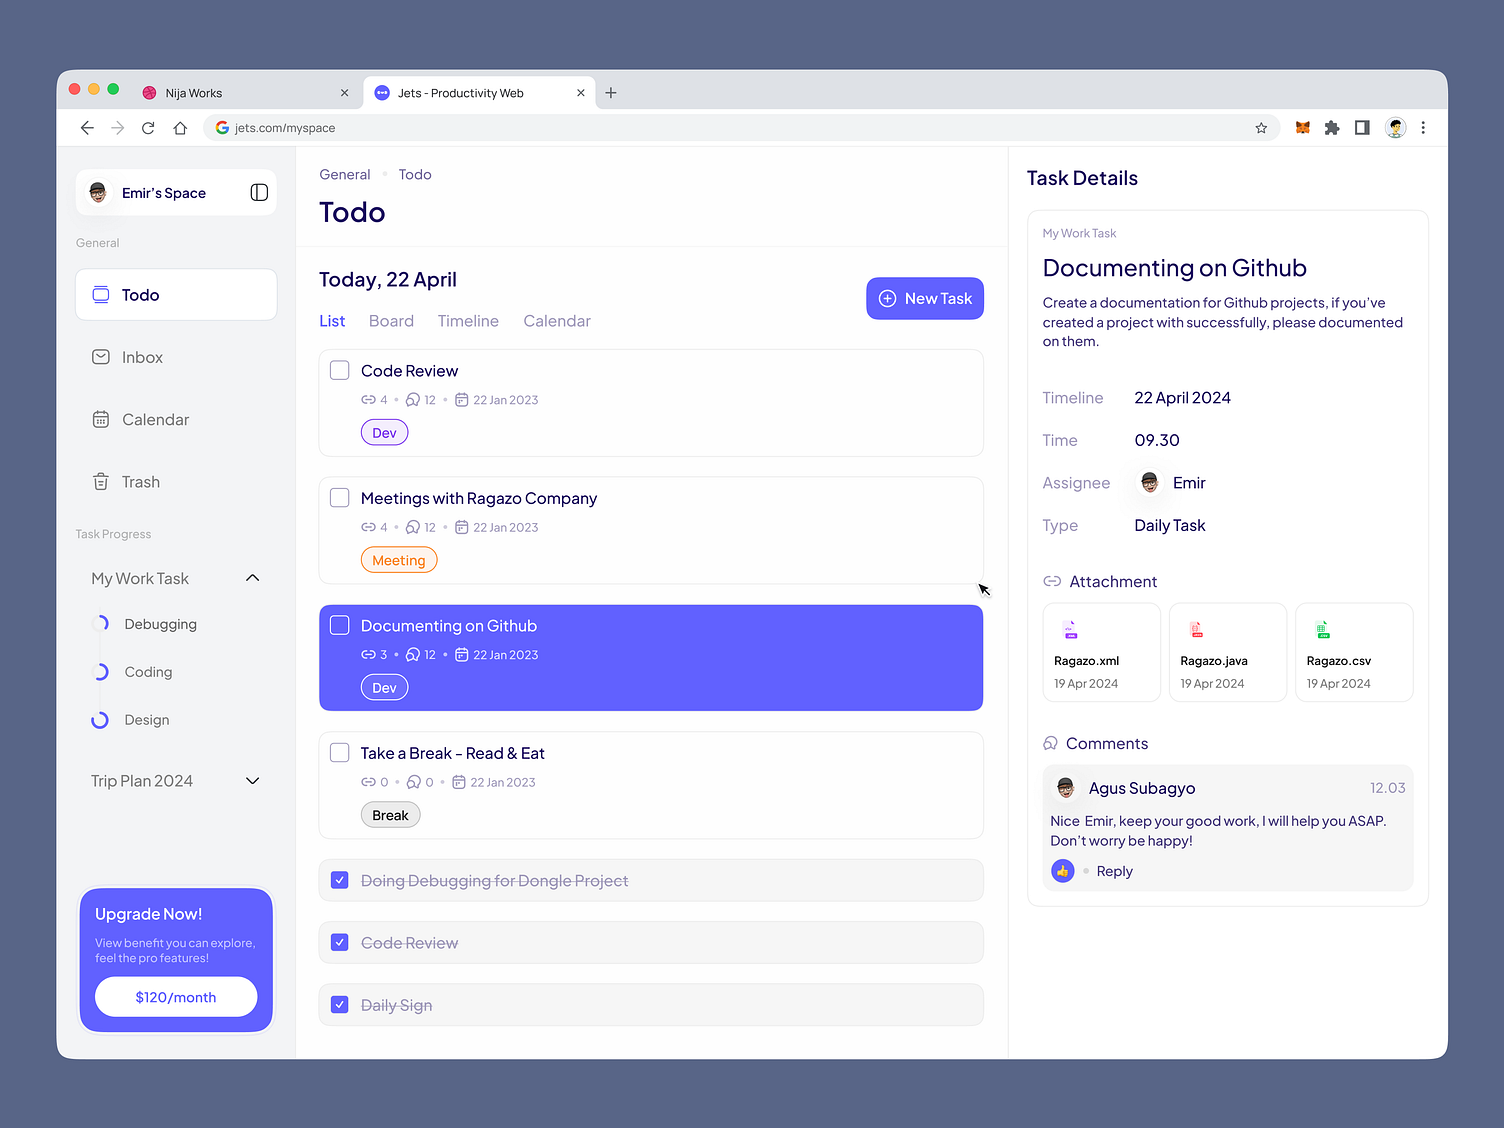 Nija Works
Jets - Productivity Web
jets.com/myspace
Emir's Space
General
Todo
Inbox
Calendar
Trash
Task Progress
My Work Task
Debugging
Coding
Design
Trip Plan 2024
Upgrade Now!
View benefit you can explore,
feel the pro features!
$120/month
General
Todo
Todo
Today, 22 April
New Task
List
Board
Timeline
Calendar
Code Review
4 • 12 • 22 Jan 2023
Dev
Meetings with Ragazo Company
4 • 12 • 22 Jan 2023
Meeting
Documenting on Github
3 • 12 • 22 Jan 2023
Dev
Take a Break - Read & Eat
0 • 0 • 22 Jan 2023
Break
Doing Debugging for Dongle Project
Code Review
Daily Sign
Task Details
My Work Task
Documenting on Github
Create a documentation for Github projects, if you've
created a project with successfully, please documented
on them.
Timeline 22 April 2024
Time 09.30
Assignee Emir
Type Daily Task
Attachment
Ragazo.xml
19 Apr 2024
Ragazo.java
19 Apr 2024
Ragazo.csv
19 Apr 2024
Comments
Agus Subagyo 12.03
Nice Emir, keep your good work, I will help you ASAP.
Don't worry be happy!
Reply